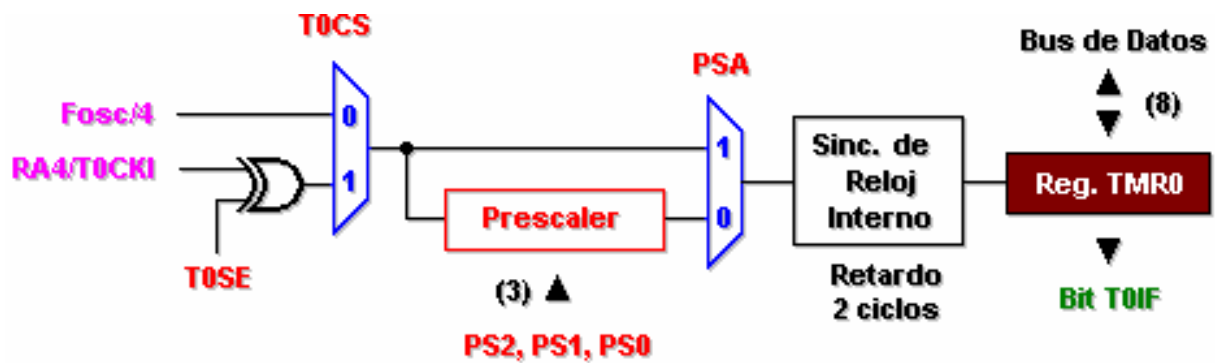 T0CS
Bus de Datos
PSA
(8)
Fosc/4
0
RA4/T0CKI
1
1
0
Prescaler
Sinc. de
Reloj
Interno
Reg. TMR0
T0SE
(3)
PS2, PS1, PS0
Retardo
2 ciclos
Bit T0IF